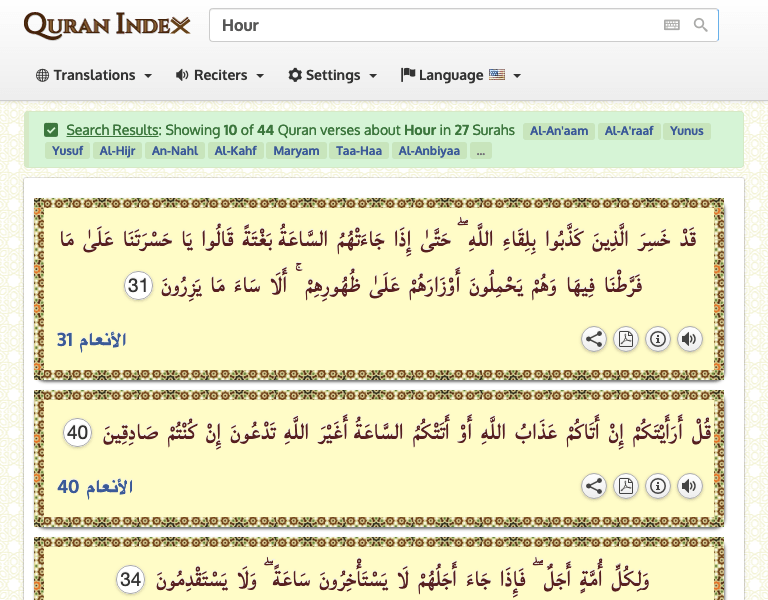 QURAN INDEX
Hour
Translations
Reciters
Settings
Language
Search Results: Showing 10 of 44 Quran verses about Hour in 27 Surahs Al-An'aam Al-A'raaf Yunus
Yusuf Al-Hijr An-Nahl Al-Kahf Maryam Taa-Haa Al-Anbiyaa ...
قَدْ خَسِرَ الَّذِينَ كَذَّبُوا بِلِقَاءِ اللَّهِ ۖ حَتَّىٰ إِذَا جَاءَتْهُمُ السَّاعَةُ بَغْتَةً قَالُوا يَا حَسْرَتَنَا عَلَىٰ مَا
فَرَّطْنَا فِيهَا وَهُمْ يَحْمِلُونَ أَوْزَارَهُمْ عَلَىٰ ظُهُورِهِمْ ۚ أَلَا سَاءَ مَا يَزِرُونَ 31
الأنعام 31
قُلْ أَرَأَيْتَكُمْ إِنْ أَتَاكُمْ عَذَابُ اللَّهِ أَوْ أَتَتْكُمُ السَّاعَةُ أَغَيْرَ اللَّهِ تَدْعُونَ إِنْ كُنْتُمْ صَادِقِينَ 40
الأنعام 40
وَلِكُلِّ أُمَّةٍ أَجَلٌ ۖ فَإِذَا جَاءَ أَجَلُهُمْ لَا يَسْتَأْخِرُونَ سَاعَةً ۖ وَلَا يَسْتَقْدِمُونَ 34